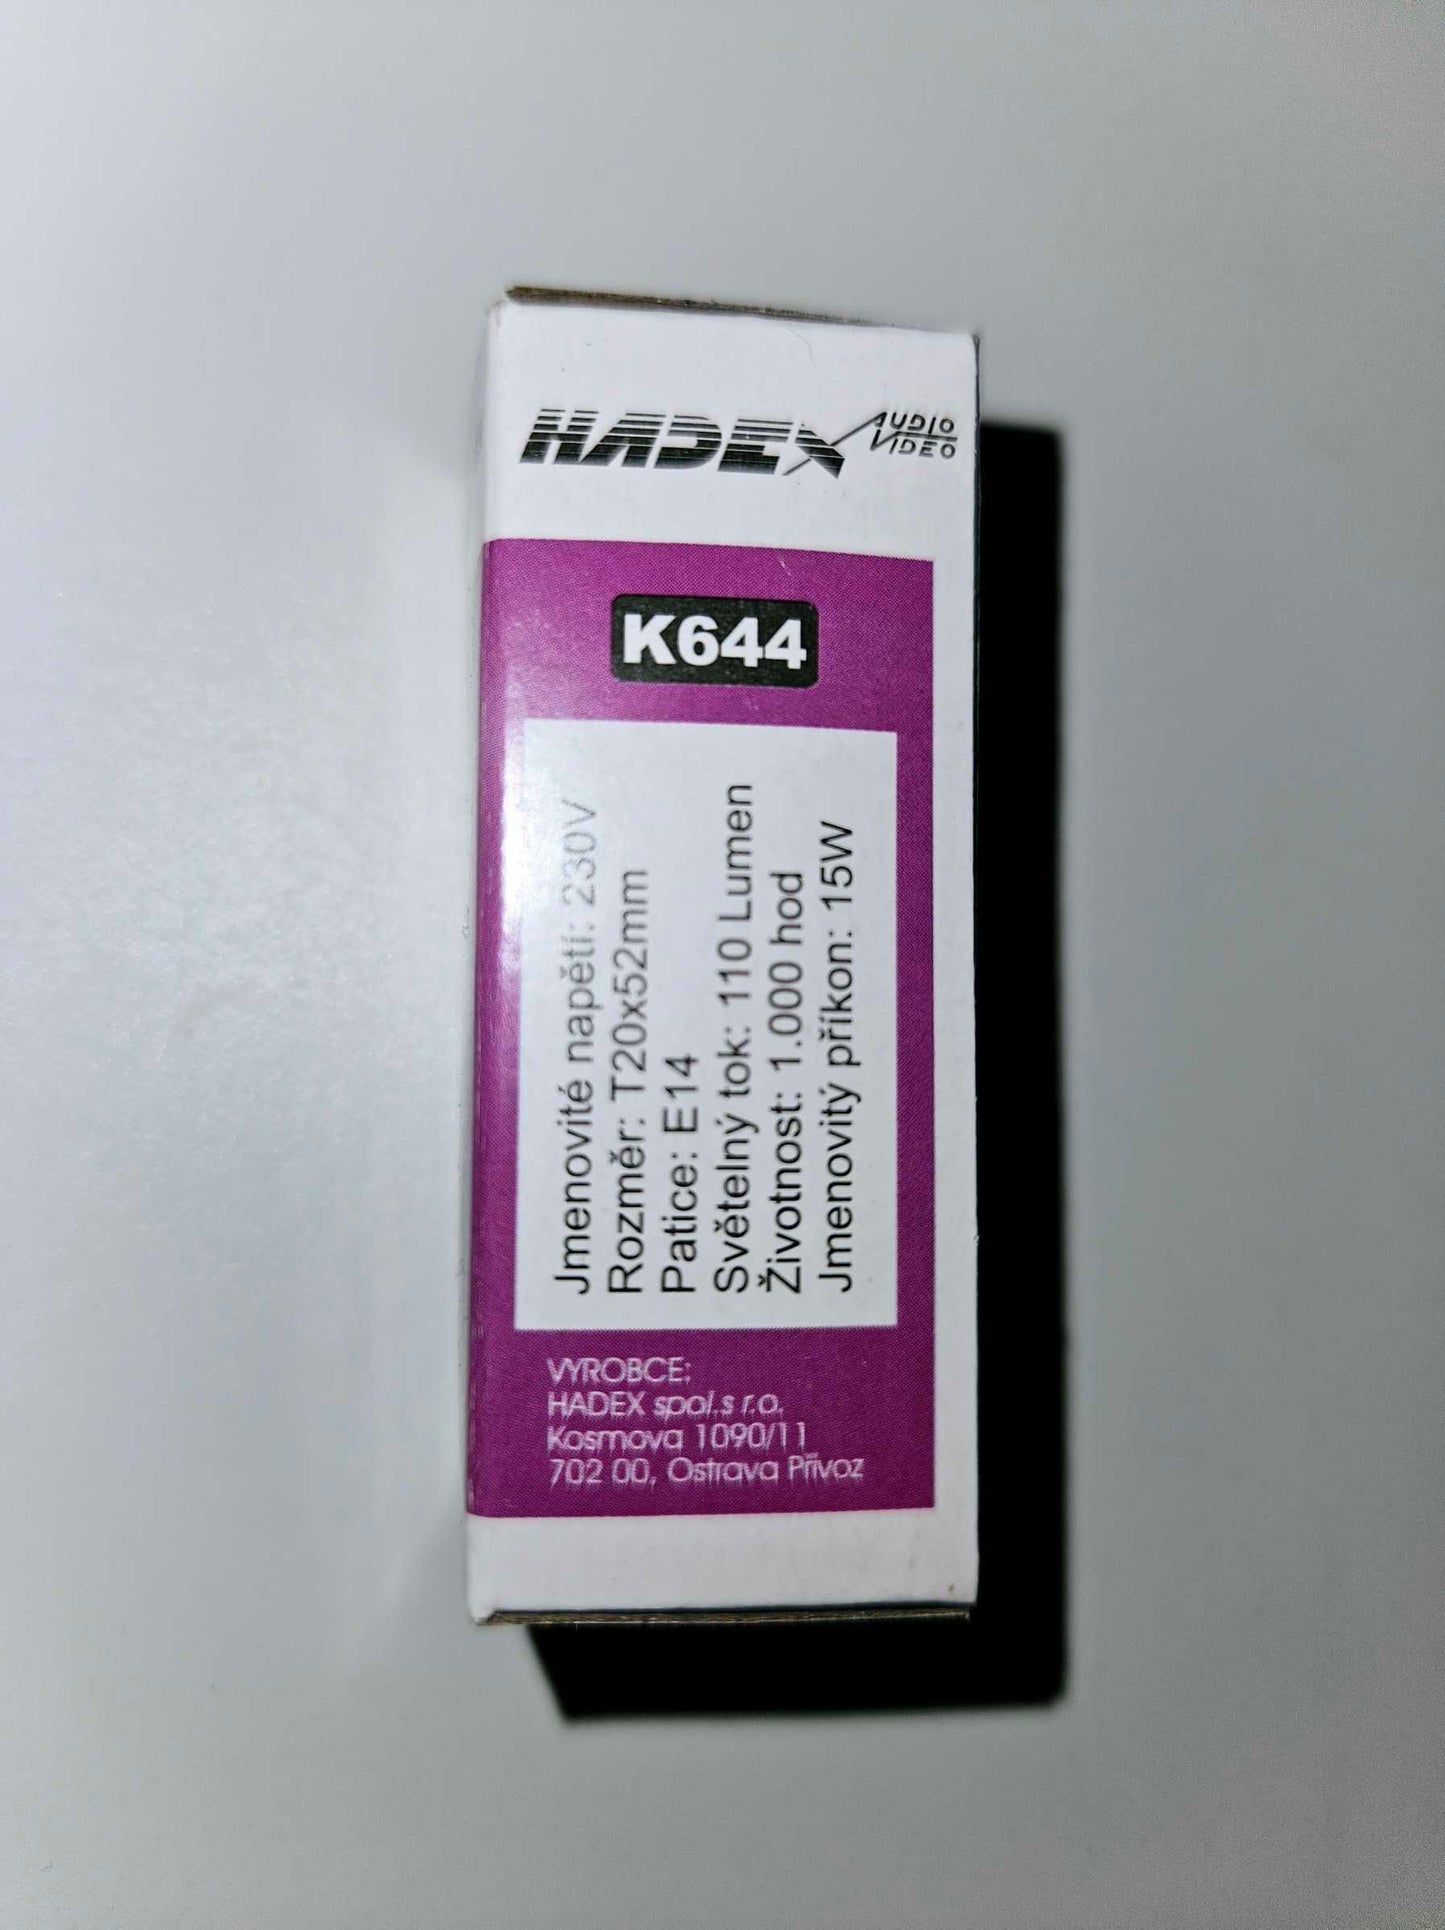 HADEX AUDIO VIDEO
K644
Jmenovité napětí: 230V
Rozměr: T20x52mm
Patice: E14
Světelný tok: 110 Lumen
Životnost: 1.000 hod
Jmenovitý příkon: 15W
VYROBCE:
HADEX spol.s r.o.
Kosmova 1090/11
702 00, Ostrava Přívoz